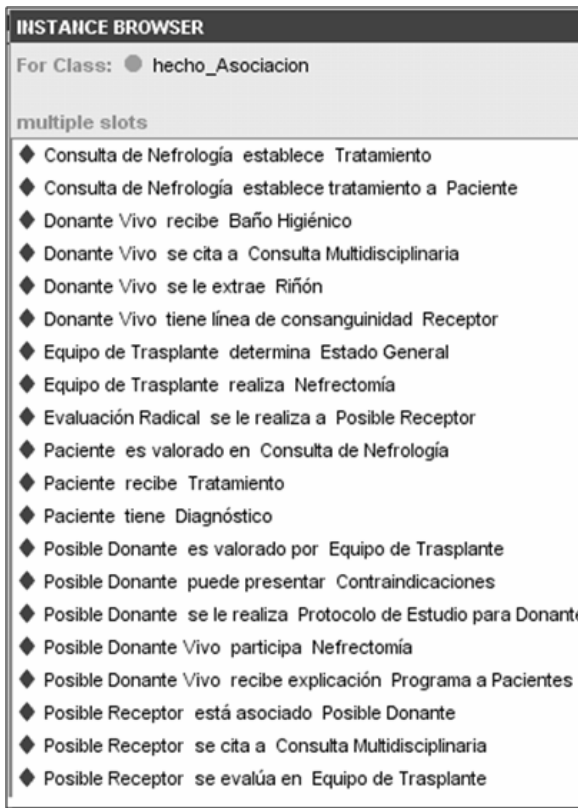 INSTANCE BROWSER
For Class: hecho_Asociacion
multiple slots
Consulta de Nefrología establece Tratamiento
Consulta de Nefrología establece tratamiento a Paciente
Donante Vivo recibe Baño Higiénico
Donante Vivo se cita a Consulta Multidisciplinaria
Donante Vivo se le extrae Riñón
Donante Vivo tiene línea de consanguinidad Receptor
Equipo de Trasplante determina Estado General
Equipo de Trasplante realiza Nefrectomía
Evaluación Radical se le realiza a Posible Receptor
Paciente es valorado en Consulta de Nefrología
Paciente recibe Tratamiento
Paciente tiene Diagnóstico
Posible Donante es valorado por Equipo de Trasplante
Posible Donante puede presentar Contraindicaciones
Posible Donante se le realiza Protocolo de Estudio para Donante
Posible Donante Vivo participa Nefrectomía
Posible Donante Vivo recibe explicación Programa a Pacientes
Posible Receptor está asociado Posible Donante
Posible Receptor se cita a Consulta Multidisciplinaria
Posible Receptor se evalúa en Equipo de Trasplante